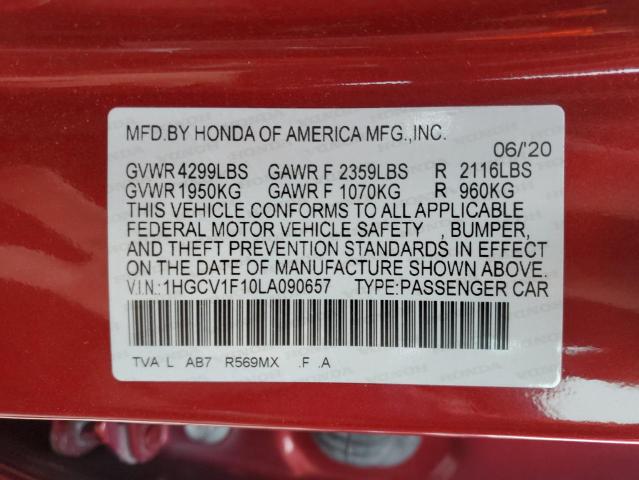 MFD.BY HONDA OF AMERICA MFG.,INC.
06/'20
GVWR 4299LBS GAWR F 2359LBS R 2116LBS
GVWR 1950KG GAWR F 1070KG R 960KG
THIS VEHICLE CONFORMS TO ALL APPLICABLE
FEDERAL MOTOR VEHICLE SAFETY , BUMPER,
AND THEFT PREVENTION STANDARDS IN EFFECT
ON THE DATE OF MANUFACTURE SHOWN ABOVE.
V.I.N.:1HGCV1F10LA090657 TYPE:PASSENGER CAR
TVA L AB7 R569MX .F .A